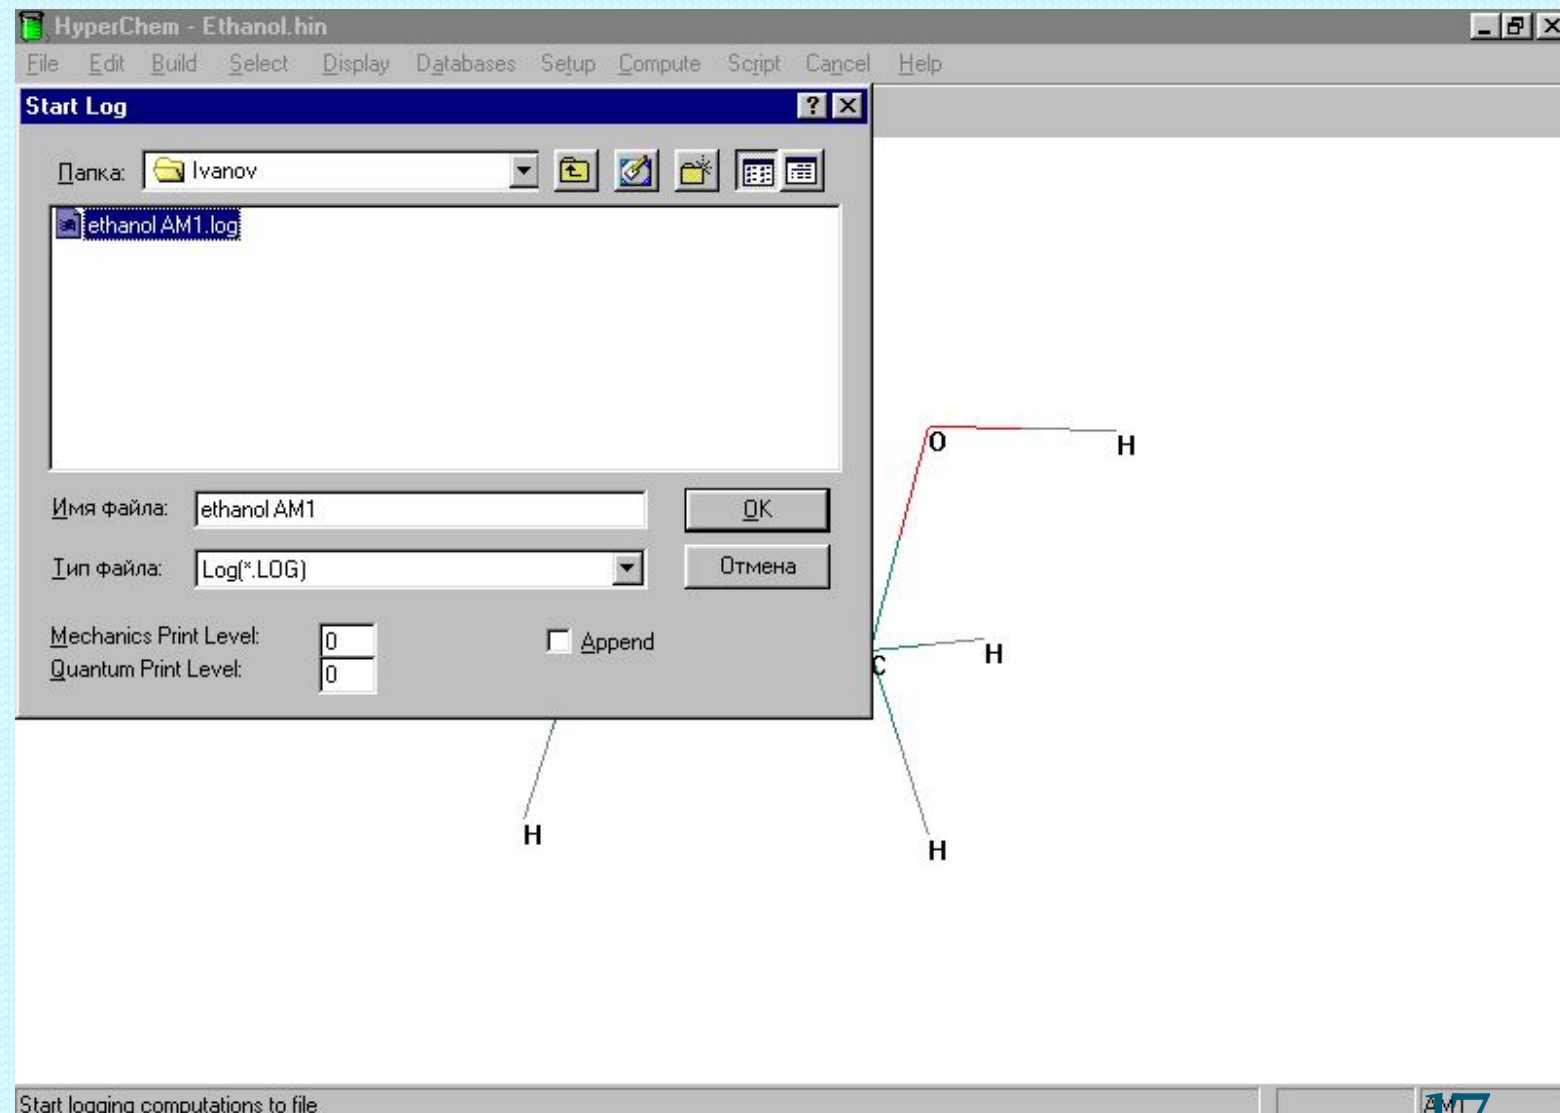 HyperChem - Ethanol.hin
File Edit Build Select Display Databases Setup Compute Script Cancel Help
Start Log
Папка: Ivanov
ethanol AM1.log
Имя файла: ethanol AM1
OK
Тип файла: Log(*.LOG)
Отмена
Mechanics Print Level: 0
Append
Quantum Print Level: 0
O
H
C
H
H
H
Start logging computations to file
AM1
17